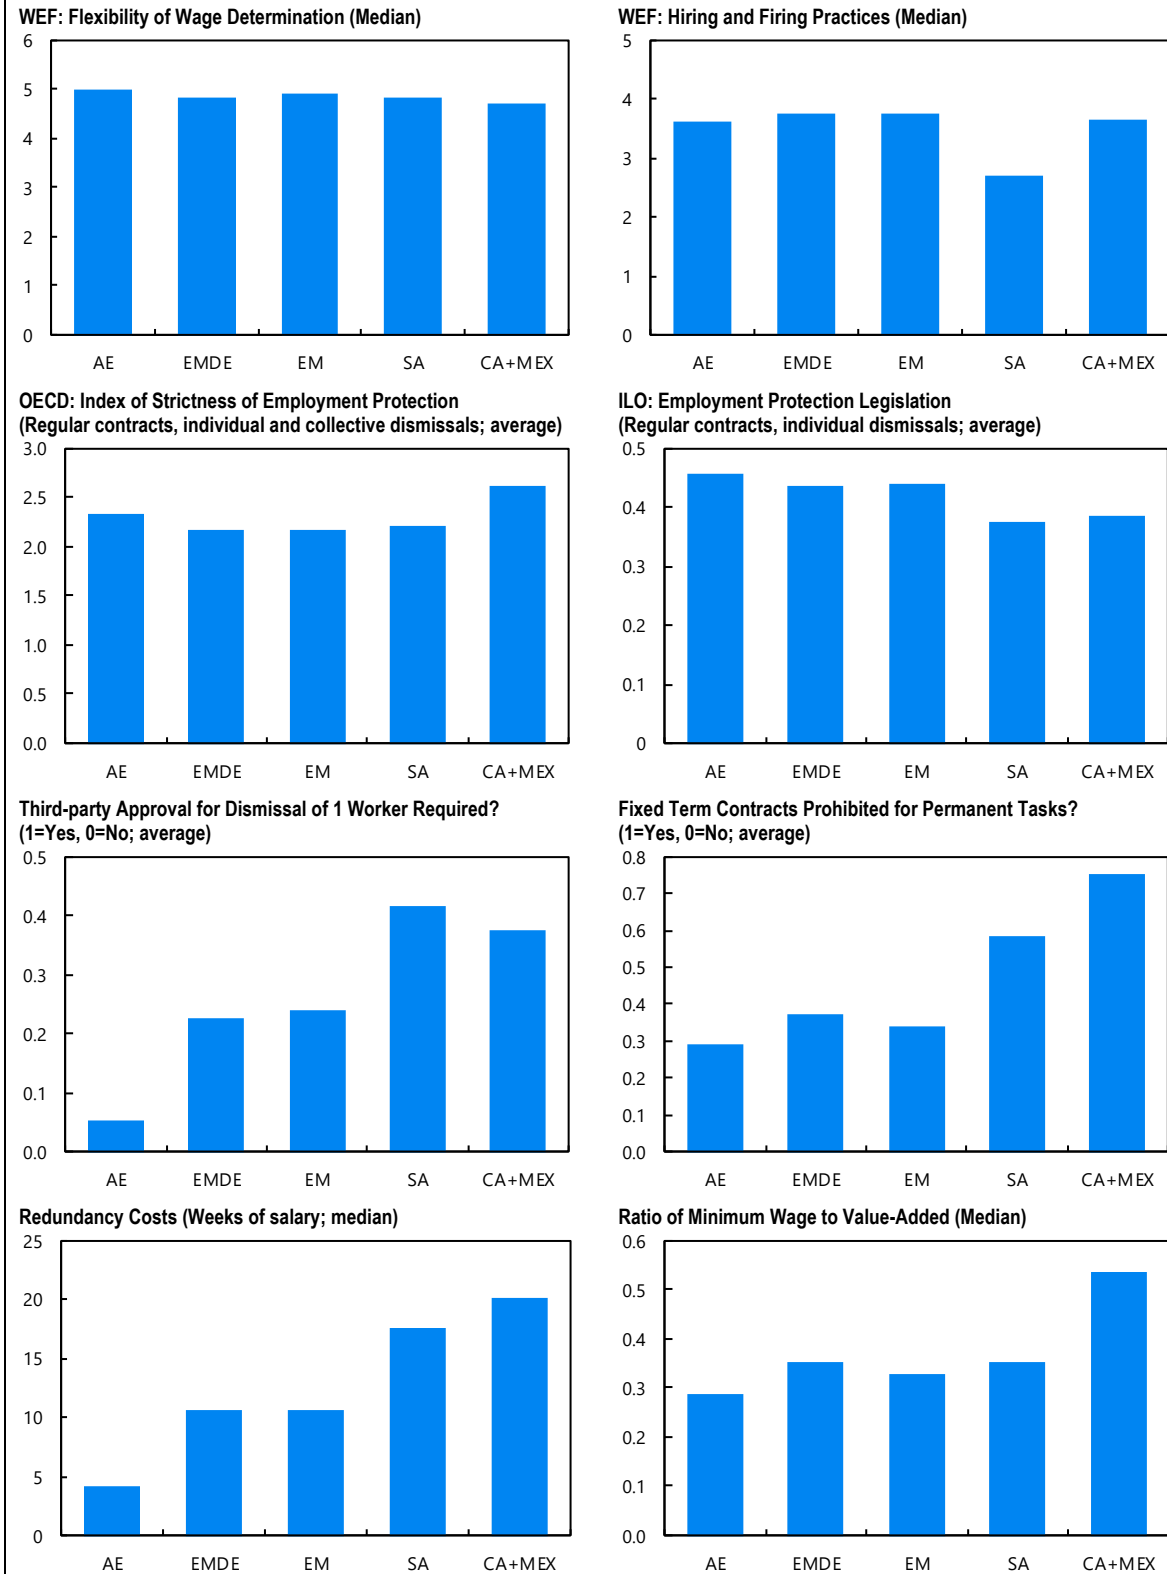 WEF: Flexibility of Wage Determination (Median)
6
5
4
3
2
1
0
AE EMDE EM SA CA+MEX
WEF: Hiring and Firing Practices (Median)
5
4
3
2
1
0
AE EMDE EM SA CA+MEX
OECD: Index of Strictness of Employment Protection
(Regular contracts, individual and collective dismissals; average)
3.0
2.5
2.0
1.5
1.0
0.5
0.0
AE EMDE EM SA CA+MEX
ILO: Employment Protection Legislation
(Regular contracts, individual dismissals; average)
0.5
0.4
0.3
0.2
0.1
0
AE EMDE EM SA CA+MEX
Third-party Approval for Dismissal of 1 Worker Required?
(1=Yes, 0=No; average)
0.5
0.4
0.3
0.2
0.1
0.0
AE EMDE EM SA CA+MEX
Fixed Term Contracts Prohibited for Permanent Tasks?
(1=Yes, 0=No; average)
0.8
0.7
0.6
0.5
0.4
0.3
0.2
0.1
0.0
AE EMDE EM SA CA+MEX
Redundancy Costs (Weeks of salary; median)
25
20
15
10
5
0
AE EMDE EM SA CA+MEX
Ratio of Minimum Wage to Value-Added (Median)
0.6
0.5
0.4
0.3
0.2
0.1
0.0
AE EMDE EM SA CA+MEX